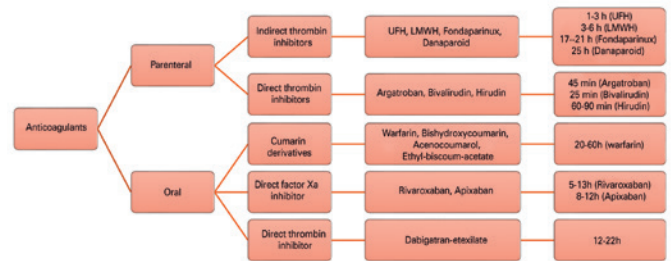 Anticoagulants
Parenteral
Oral
Indirect thrombin
inhibitors
UFH, LMWH, Fondaparinux,
Danaparoid
1-3 h (UFH)
3-6 h (LMWH)
17–21 h (Fondaparinux)
25 h (Danaparoid)
Direct thrombin
inhibitors
Argatroban, Bivalirudin, Hirudin
45 min (Argatroban)
25 min (Bivalirudin)
60-90 min (Hirudin)
Cumarin
derivatives
Warfarin, Bishydroxycoumarin,
Acenocoumarol,
Ethyl-biscoum-acetate
20-60h (warfarin)
Direct factor Xa
inhibitor
Rivaroxaban, Apixaban
5-13h (Rivaroxaban)
8-12h (Apixaban)
Direct thrombin
inhibitor
Dabigatran-etexilate
12-22h